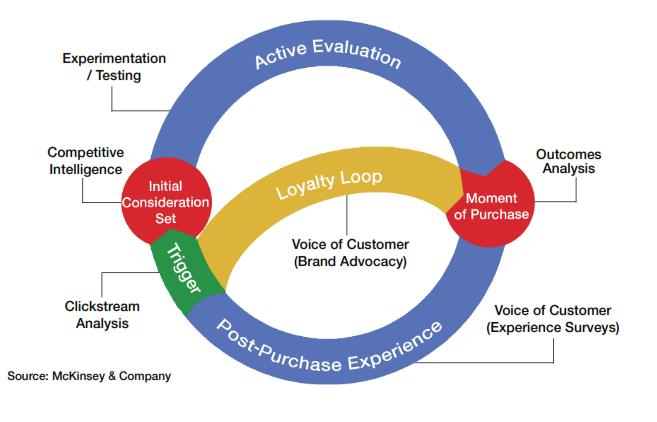 Active Evaluation
Experimentation
/ Testing
Competitive
Intelligence
Outcomes
Analysis
Initial
Consideration
Set
Loyalty Loop
Moment
of Purchase
Voice of Customer
(Brand Advocacy)
Trigger
Clickstream
Analysis
Voice of Customer
(Experience Surveys)
Post-Purchase Experience
Source: McKinsey & Company